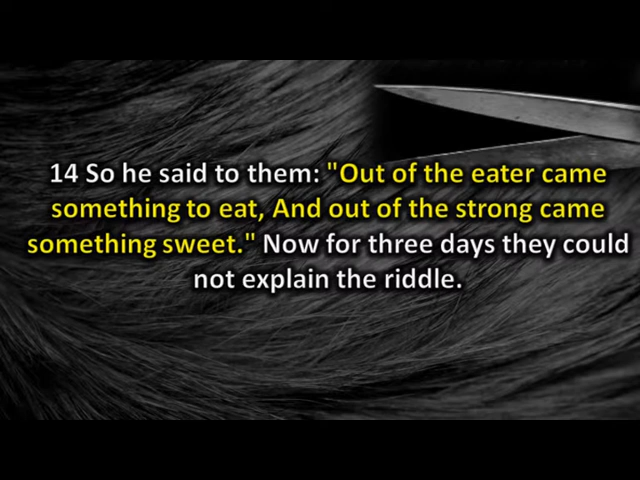 14 So he said to them: "Out of the eater came
something to eat, And out of the strong came
something sweet." Now for three days they could
not explain the riddle.